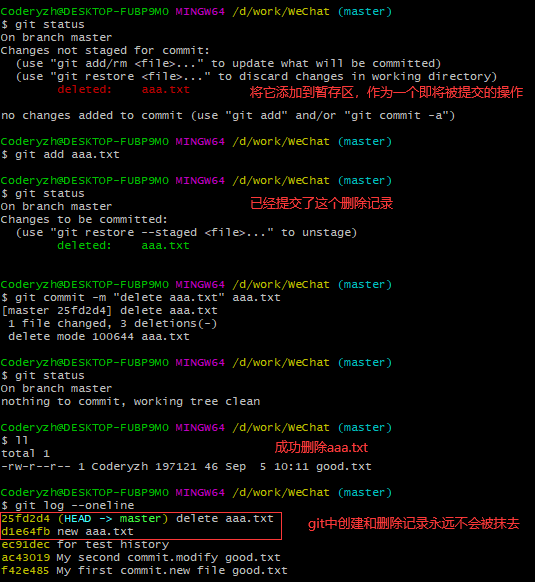 Coderyzh@DESKTOP-FUBP9MO MINGW64 /d/work/WeChat (master)
$ git status
On branch master
Changes not staged for commit:
  (use "git add/rm <file>..." to update what will be committed)
  (use "git restore <file>..." to discard changes in working directory)
        deleted:    aaa.txt
将它添加到暂存区，作为一个即将被提交的操作
no changes added to commit (use "git add" and/or "git commit -a")
Coderyzh@DESKTOP-FUBP9MO MINGW64 /d/work/WeChat (master)
$ git add aaa.txt
Coderyzh@DESKTOP-FUBP9MO MINGW64 /d/work/WeChat (master)
$ git status
On branch master
已经提交了这个删除记录
Changes to be committed:
  (use "git restore --staged <file>..." to unstage)
        deleted:    aaa.txt
Coderyzh@DESKTOP-FUBP9MO MINGW64 /d/work/WeChat (master)
$ git commit -m "delete aaa.txt" aaa.txt
[master 25fd2d4] delete aaa.txt
 1 file changed, 3 deletions(-)
 delete mode 100644 aaa.txt
Coderyzh@DESKTOP-FUBP9MO MINGW64 /d/work/WeChat (master)
$ git status
On branch master
nothing to commit, working tree clean
Coderyzh@DESKTOP-FUBP9MO MINGW64 /d/work/WeChat (master)
$ ll
成功删除aaa.txt
total 1
-rw-r--r-- 1 Coderyzh 197121 46 Sep  5 10:11 good.txt
Coderyzh@DESKTOP-FUBP9MO MINGW64 /d/work/WeChat (master)
$ git log --oneline
25fd2d4 (HEAD -> master) delete aaa.txt
git中创建和删除记录永远不会被抹去
d1e64fb new aaa.txt
ec91dec for test history
ac43019 My second commit.modify good.txt
f42e485 My first commit.new file good.txt